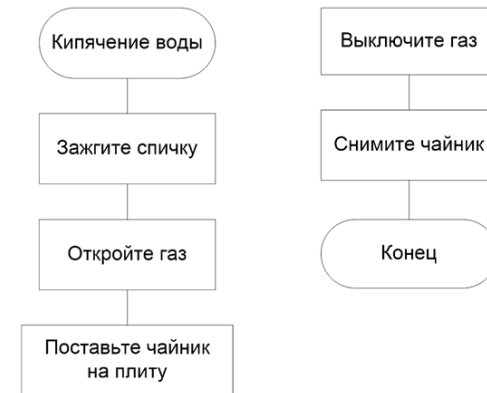 Кипячение воды
Зажгите спичку
Откройте газ
Поставьте чайник
на плиту
Выключите газ
Снимите чайник
Конец